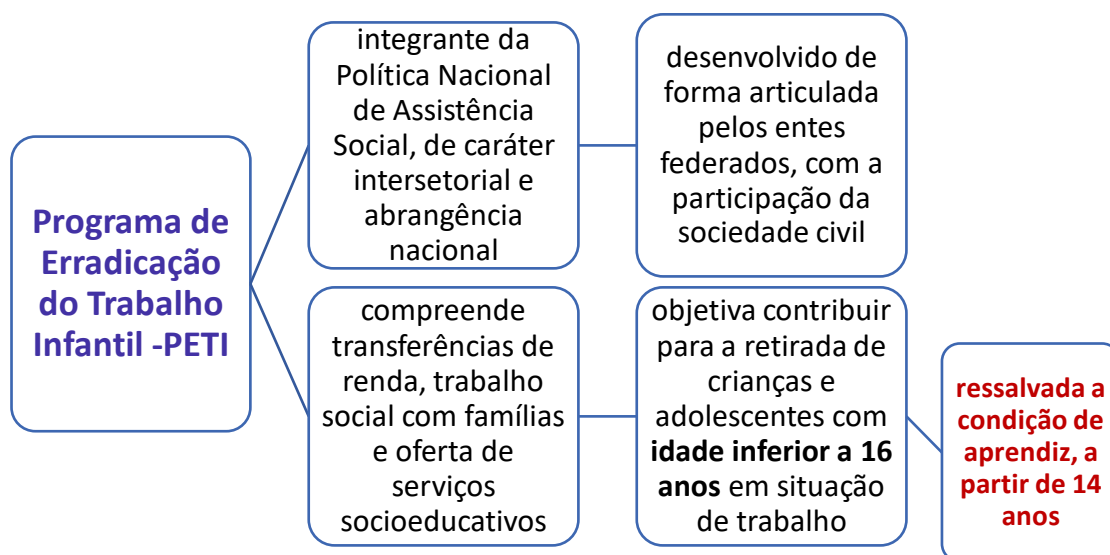 Programa de
Erradicação
do Trabalho
Infantil -PETI
integrante da
Política Nacional
de Assistência
Social, de caráter
intersetorial e
abrangência
nacional
desenvolvido de
forma articulada
pelos entes
federados, com a
participação da
sociedade civil
compreende
transferências de
renda, trabalho
social com famílias
e oferta de
serviços
socioeducativos
objetiva contribuir
para a retirada de
crianças e
adolescentes com
idade inferior a 16
anos em situação
de trabalho
ressalvada a
condição de
aprendiz, a
partir de 14
anos